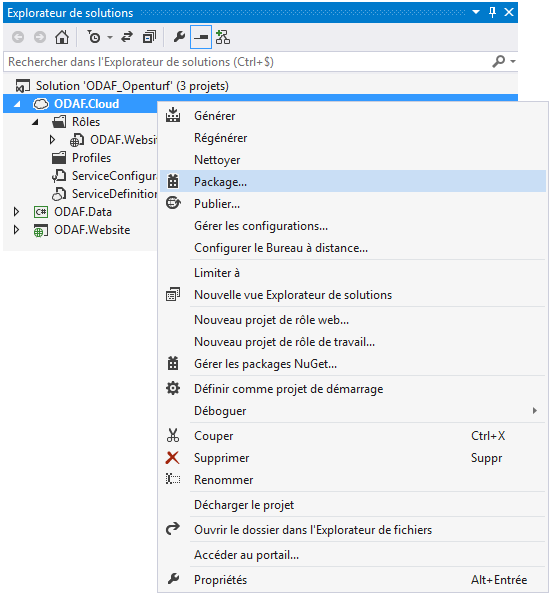 Explorateur de solutions
Rechercher dans l'Explorateur de solutions (Ctrl+$)
Solution 'ODAF_Openturf' (3 projets)
ODAF.Cloud
Rôles
ODAF.Websi
Profiles
ServiceConfigura
ServiceDefinition
C# ODAF.Data
ODAF.Website
Générer
Régénérer
Nettoyer
Package...
Publier...
Gérer les configurations...
Configurer le Bureau à distance...
Limiter à
Nouvelle vue Explorateur de solutions
Nouveau projet de rôle web...
Nouveau projet de rôle de travail...
Gérer les packages NuGet...
Définir comme projet de démarrage
Déboguer
Couper Ctrl+X
Supprimer Suppr
Renommer
Décharger le projet
Ouvrir le dossier dans l'Explorateur de fichiers
Accéder au portail...
Propriétés Alt+Entrée